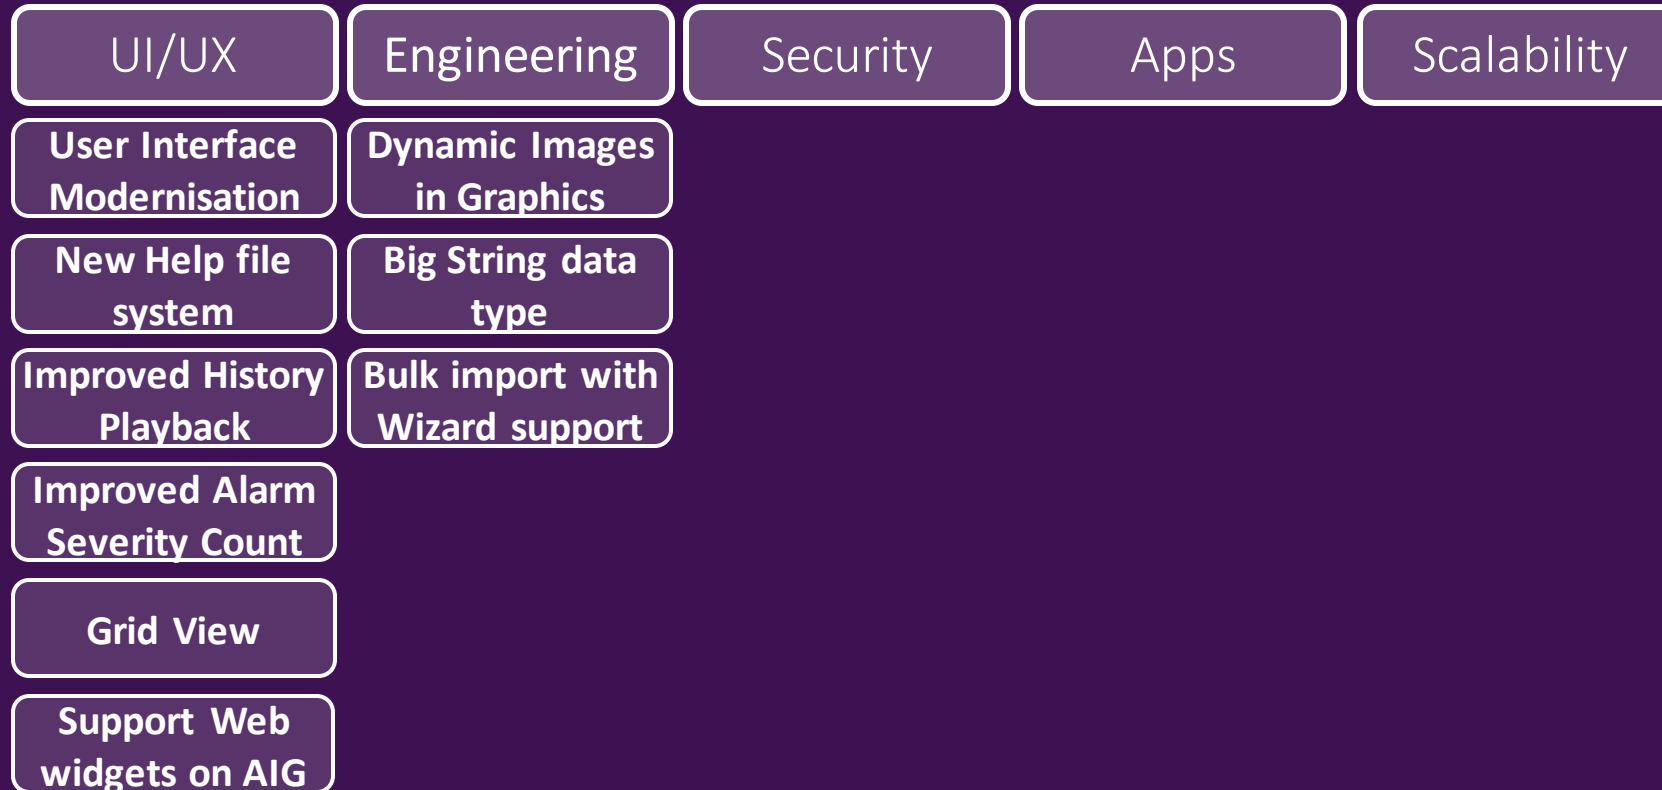 UI/UX
Engineering
Security
Apps
Scalability
User Interface
Modernisation
New Help file
system
Improved History
Playback
Improved Alarm
Severity Count
Grid View
Support Web
widgets on AIG
Dynamic Images
in Graphics
Big String data
type
Bulk import with
Wizard support